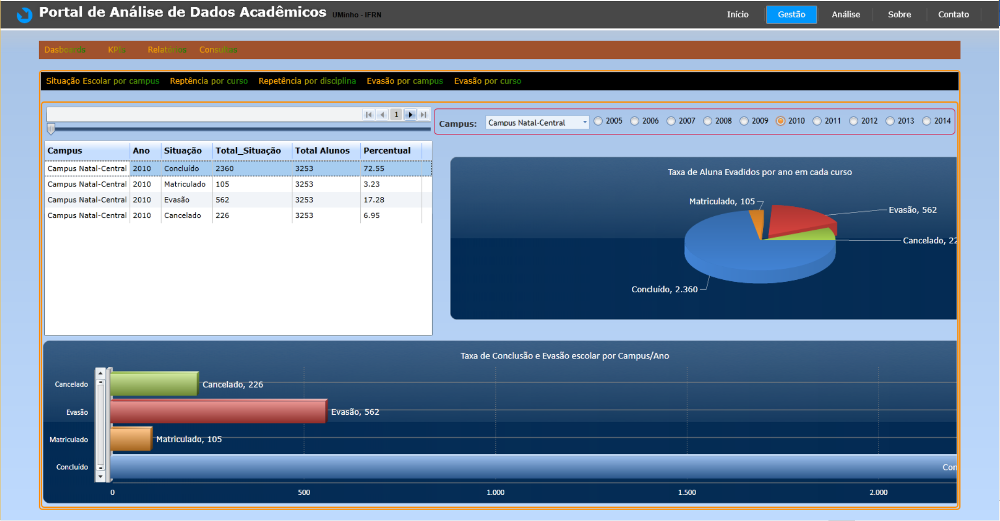 Portal de Análise de Dados Acadêmicos UMinho - IFRN
Início Gestão Análise Sobre Contato
Dasboards KPIs Relatórios Consultas
Situação Escolar por campus Reptência por curso Repetência por disciplina Evasão por campus Evasão por curso
1
Campus: Campus Natal-Central 2005 2006 2007 2008 2009 2010 2011 2012 2013 2014
Campus Ano Situação Total_Situação Total Alunos Percentual
Campus Natal-Central 2010 Concluído 2360 3253 72.55
Campus Natal-Central 2010 Matriculado 105 3253 3.23
Campus Natal-Central 2010 Evasão 562 3253 17.28
Campus Natal-Central 2010 Cancelado 226 3253 6.95
Taxa de Aluna Evadidos por ano em cada curso
Matriculado, 105
Evasão, 562
Cancelado, 22
Concluído, 2.360
Taxa de Conclusão e Evasão escolar por Campus/Ano
Cancelado Cancelado, 226
Evasão Evasão, 562
Matriculado Matriculado, 105
Concluído Con
0 500 1.000 1.500 2.000